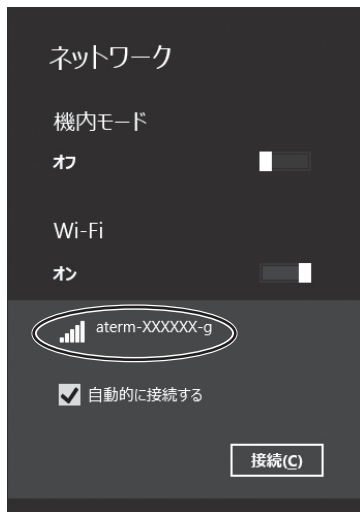 ネットワーク
機内モード
オフ
Wi-Fi
オン
aterm-XXXXXX-g
自動的に接続する
接続(C)